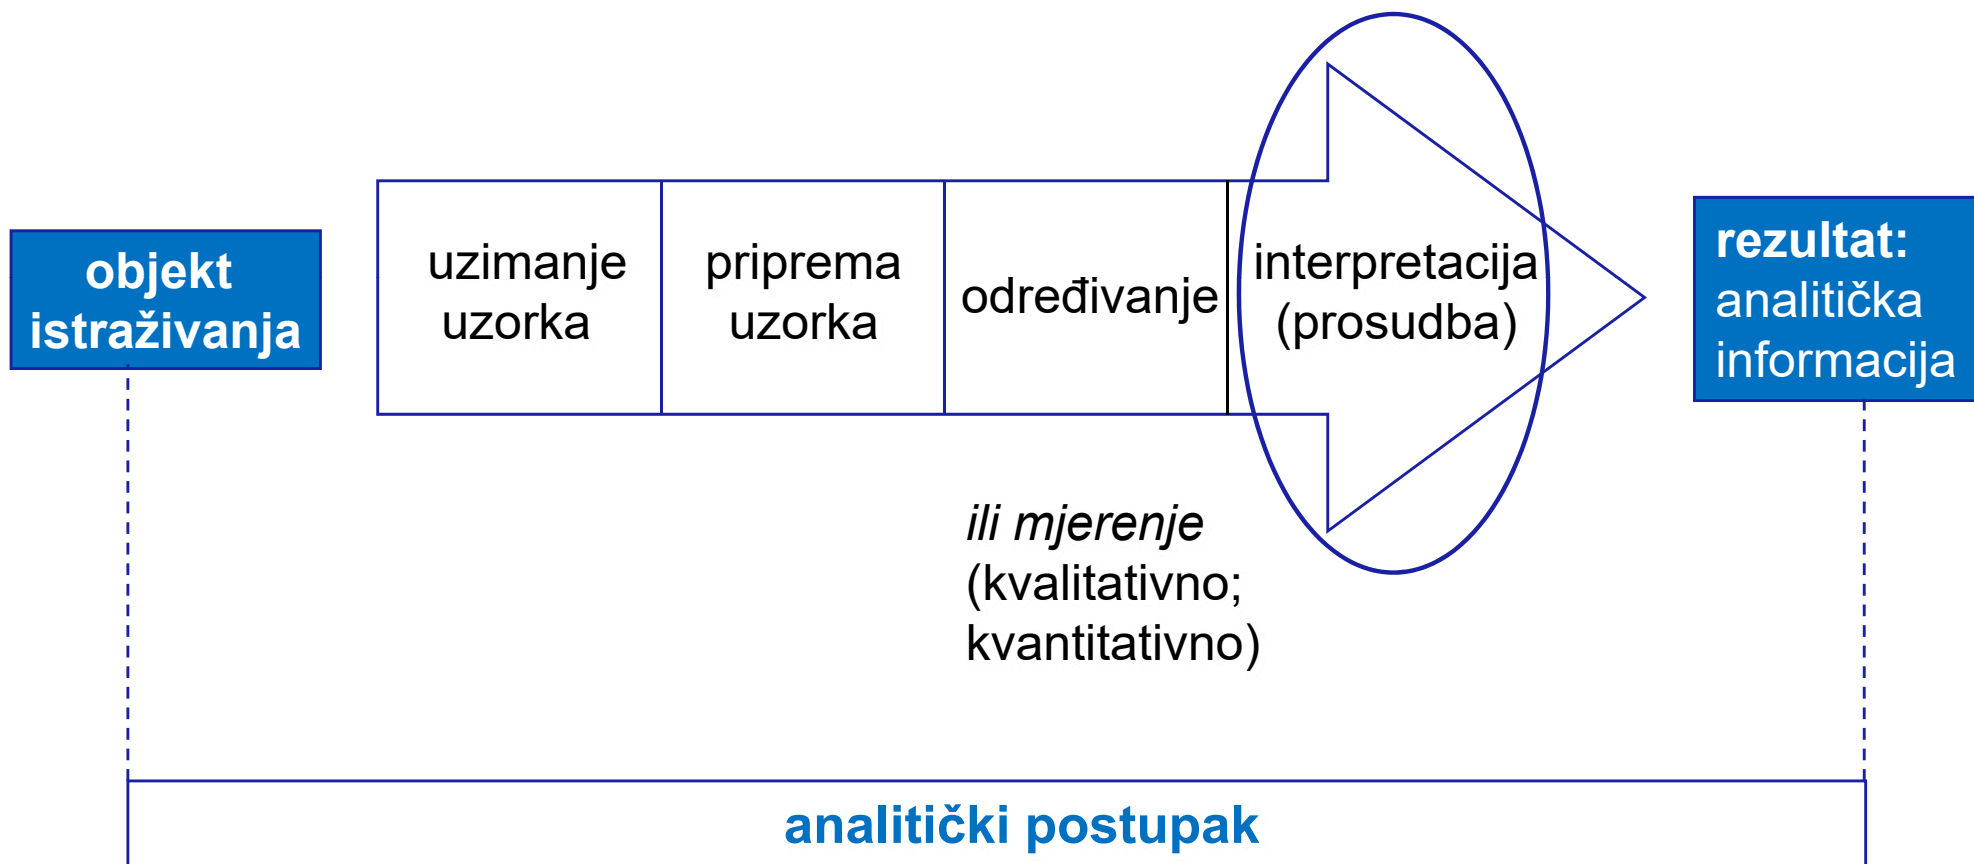 objekt
istraživanja
uzimanje
uzorka
priprema
uzorka
određivanje
interpretacija
(prosudba)
rezultat:
analitička
informacija
ili mjerenje
(kvalitativno;
kvantitativno)
analitički postupak